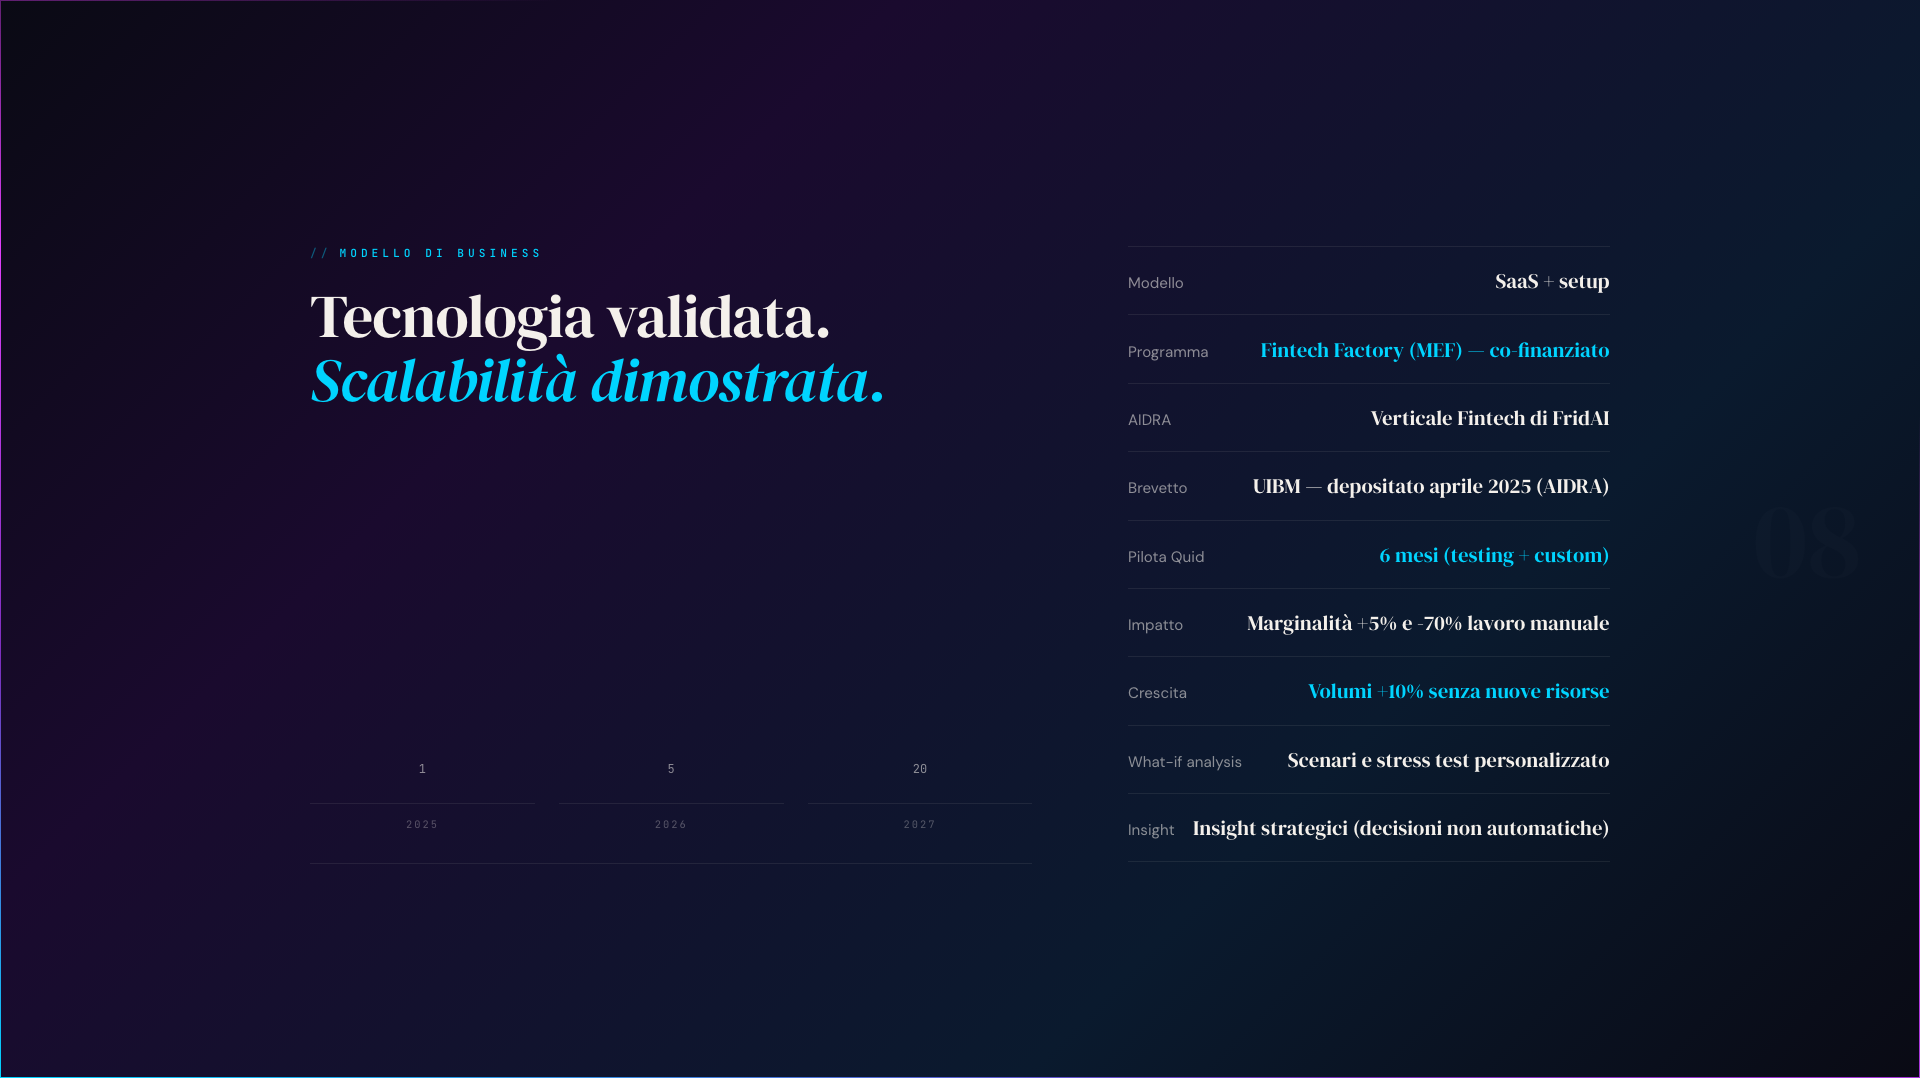 // MODELLO DI BUSINESS
Tecnologia validata.
Scalabilità dimostrata.
1 5 20
2025 2026 2027
Modello SaaS + setup
Programma Fintech Factory (MEF) — co-finanziato
AIDRA Verticale Fintech di FridAI
Brevetto UIBM — depositato aprile 2025 (AIDRA)
Pilota Quid 6 mesi (testing + custom)
Impatto Marginalità +5% e -70% lavoro manuale
Crescita Volumi +10% senza nuove risorse
What-if analysis Scenari e stress test personalizzato
Insight Insight strategici (decisioni non automatiche)
08